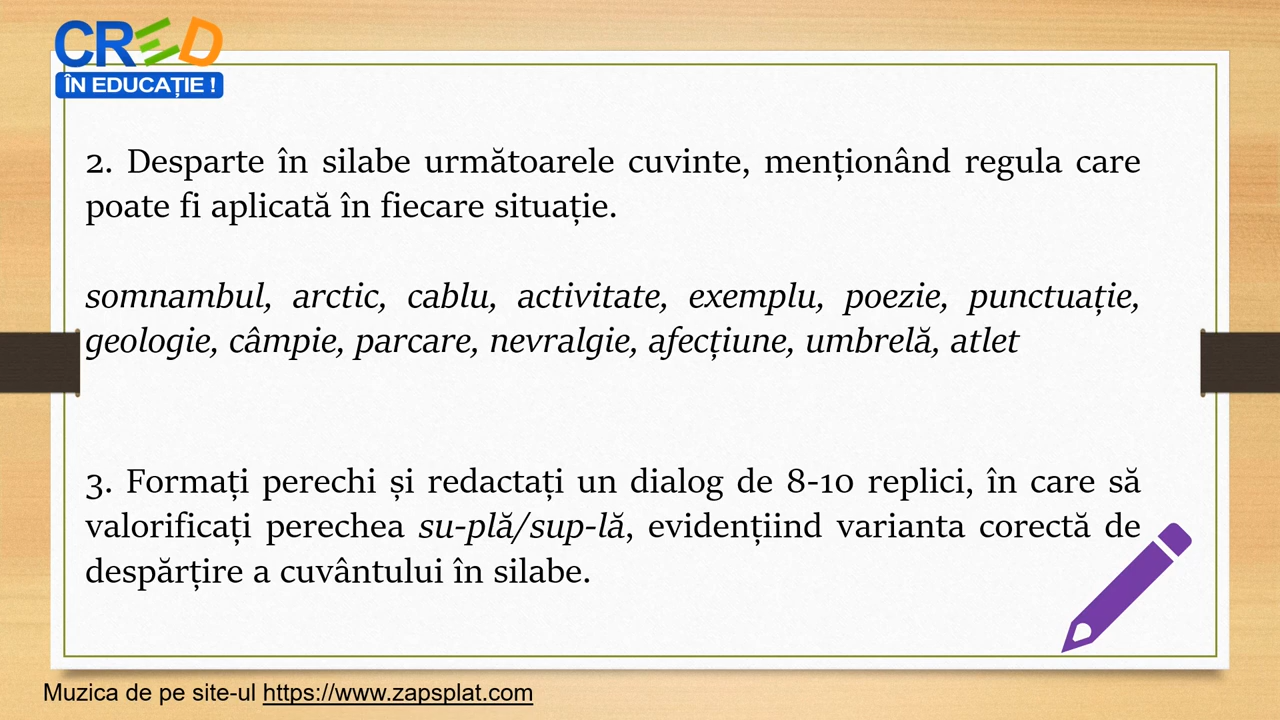 CRED
ÎN EDUCAȚIE !
2. Desparte în silabe următoarele cuvinte, menționând regula care
poate fi aplicată în fiecare situație.
somnambul, arctic, cablu, activitate, exemplu, poezie, punctuație,
geologie, câmpie, parcare, nevralgie, afecțiune, umbrelă, atlet
3. Formați perechi și redactați un dialog de 8-10 replici, în care să
valorificați perechea su-plă/sup-lă, evidențiind varianta corectă de
despărțire a cuvântului în silabe.
Muzica de pe site-ul https://www.zapsplat.com